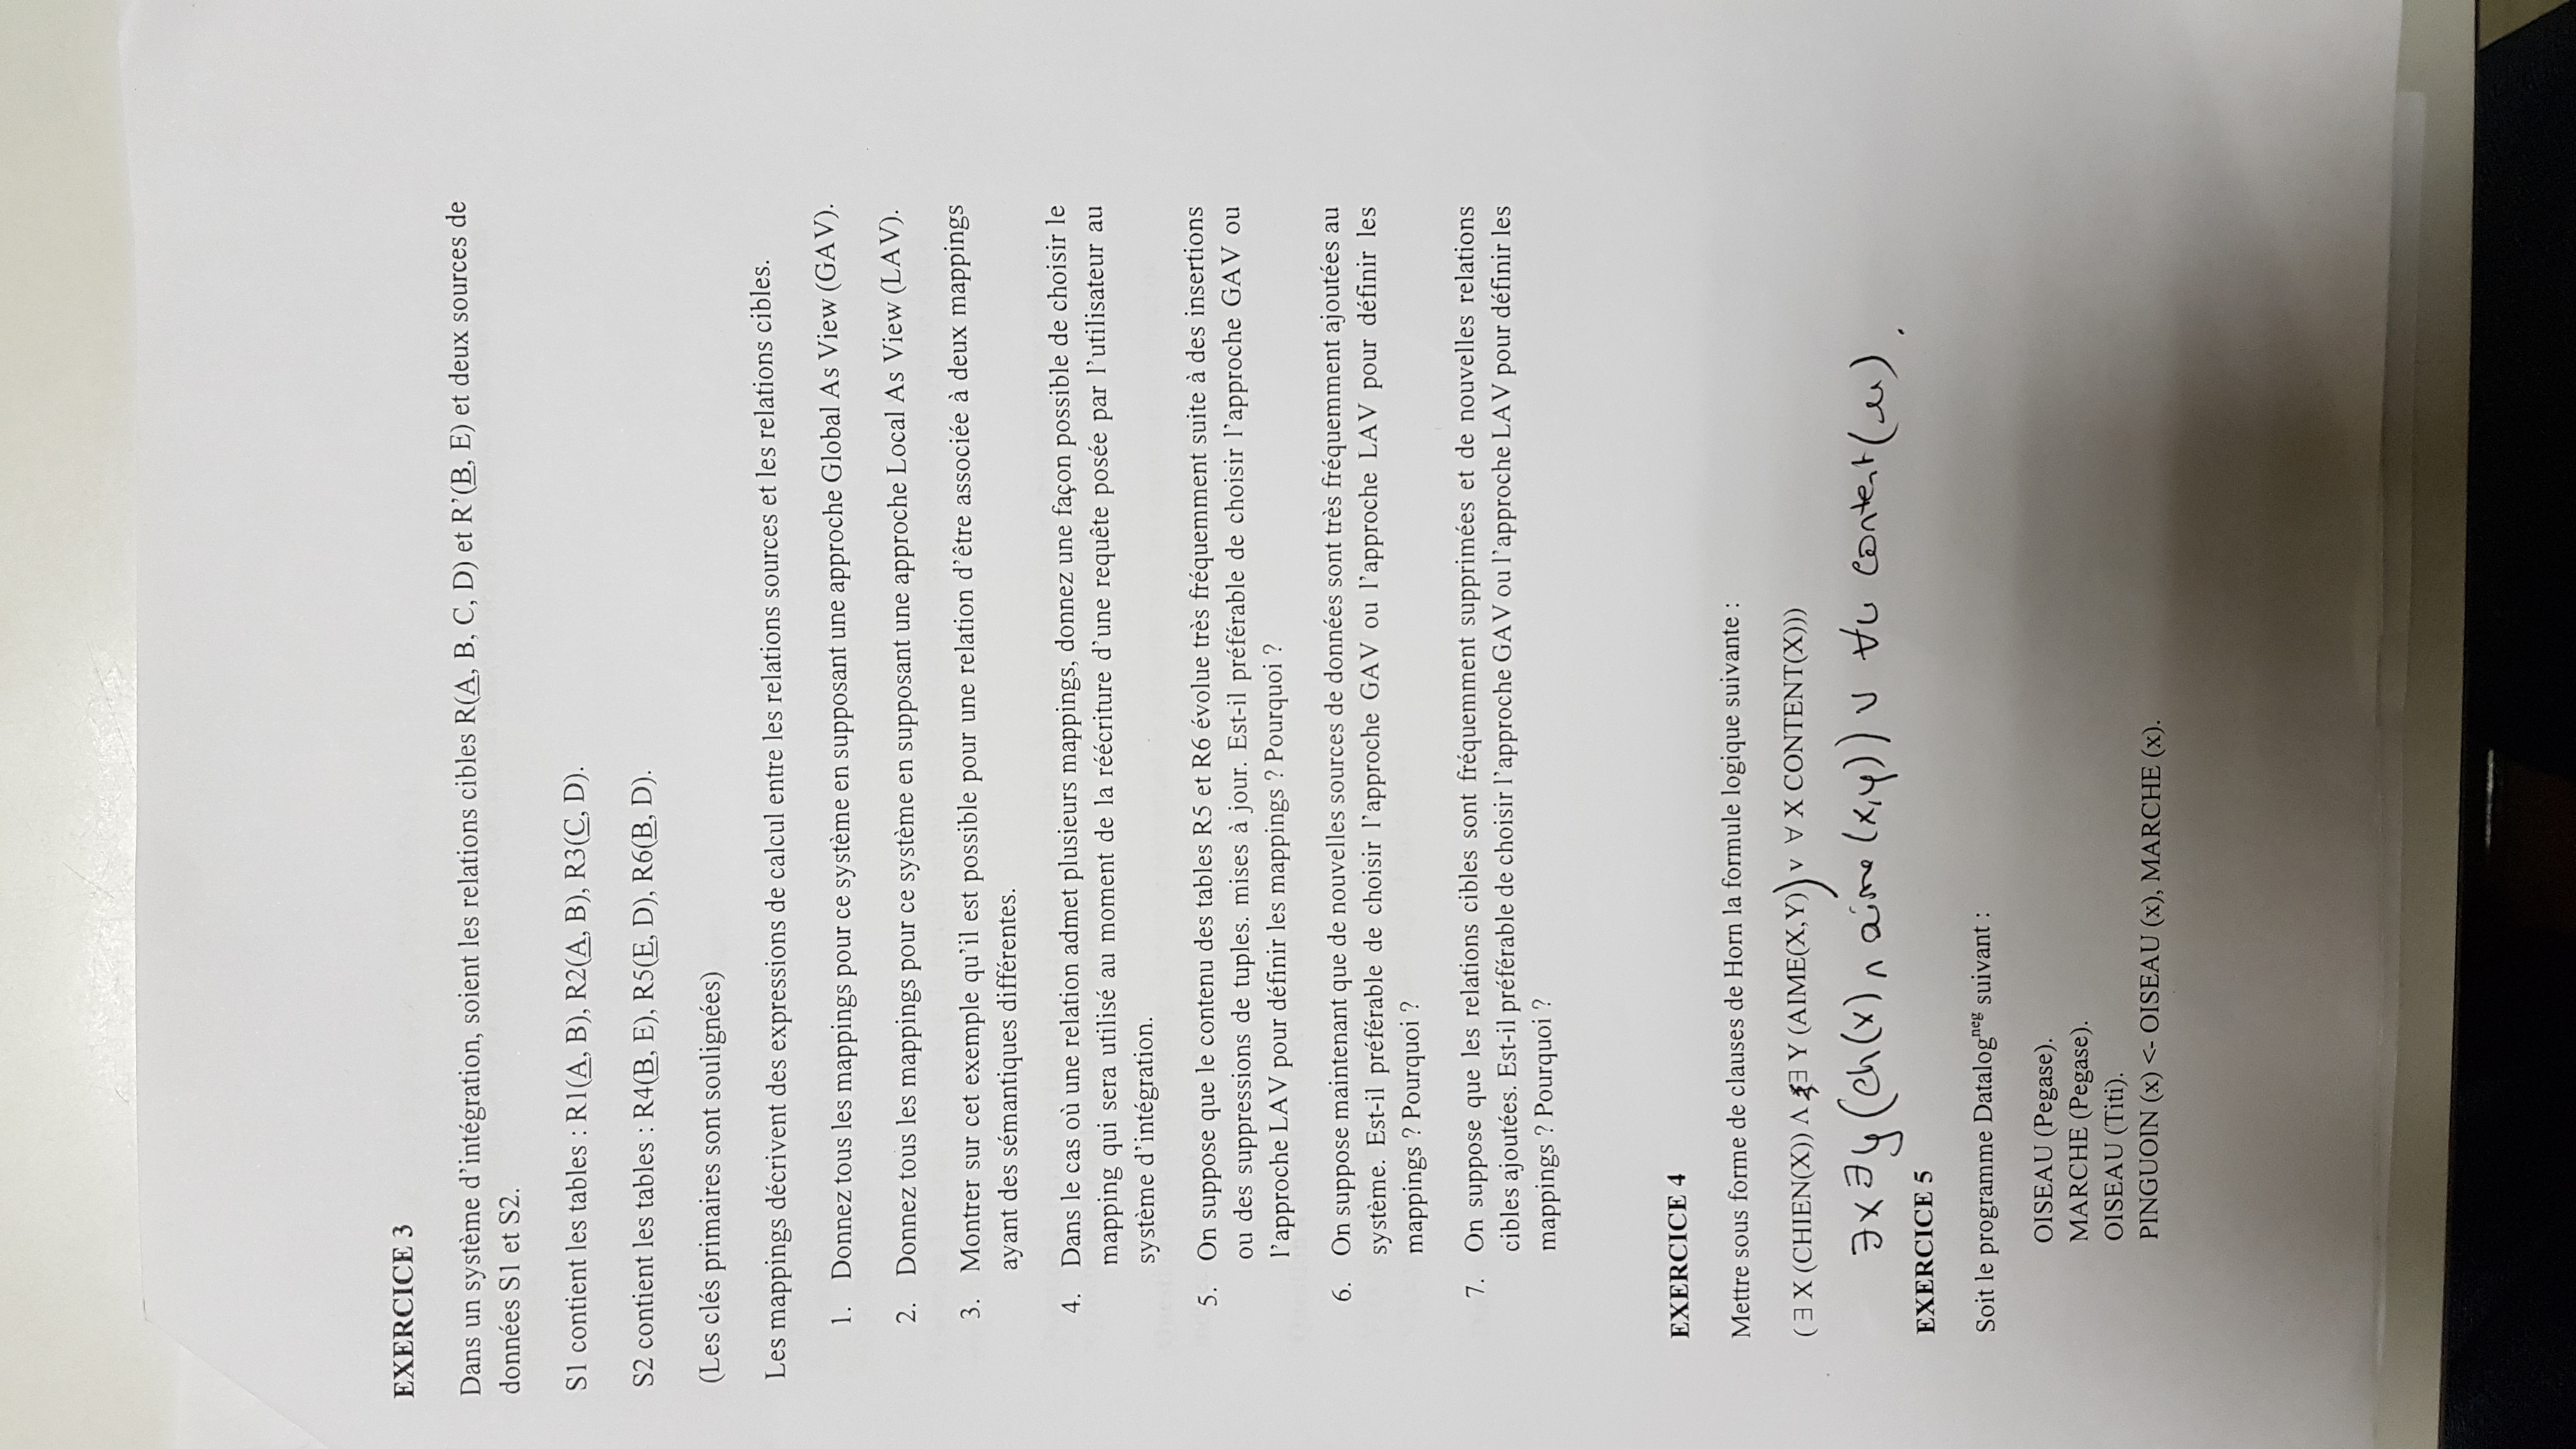 EXERCICE 3
Dans un système d'intégration, soient les relations cibles R(A, B, C, D) et R'(B, E) et deux sources de
données S1 et S2.
S1 contient les tables : R1(A, B), R2(A, B), R3(C, D).
S2 contient les tables : R4(B, E), R5(E, D), R6(B, D).
(Les clés primaires sont soulignées)
Les mappings décrivent des expressions de calcul entre les relations sources et les relations cibles.
1. Donnez tous les mappings pour ce système en supposant une approche Global As View (GAV).
2. Donnez tous les mappings pour ce système en supposant une approche Local As View (LAV).
3. Montrer sur cet exemple qu'il est possible pour une relation d'être associée à deux mappings
ayant des sémantiques différentes.
4. Dans le cas où une relation admet plusieurs mappings, donnez une façon possible de choisir le
mapping qui sera utilisé au moment de la réécriture d'une requête posée par l'utilisateur au
système d'intégration.
5. On suppose que le contenu des tables R5 et R6 évolue très fréquemment suite à des insertions
ou des suppressions de tuples. mises à jour. Est-il préférable de choisir l'approche GAV ou
l'approche LAV pour définir les mappings ? Pourquoi ?
6. On suppose maintenant que de nouvelles sources de données sont très fréquemment ajoutées au
système. Est-il préférable de choisir l'approche GAV ou l'approche LAV pour définir les
mappings ? Pourquoi ?
7. On suppose que les relations cibles sont fréquemment supprimées et de nouvelles relations
cibles ajoutées. Est-il préférable de choisir l'approche GAV ou l'approche LAV pour définir les
mappings ? Pourquoi ?
EXERCICE 4
Mettre sous forme de clauses de Horn la formule logique suivante :
(∃ X (CHIEN(X)) Λ ∃ Y (AIME(X,Y)) ∨ ∀ X CONTENT(X)))
∃x∃y (ch(x) ∧ aime (x,y)) ∨ ∀u content(u).
EXERCICE 5
Soit le programme Datalogneg suivant :
OISEAU (Pegase).
MARCHE (Pegase).
OISEAU (Titi).
PINGUOIN (x) <- OISEAU (x), MARCHE (x).